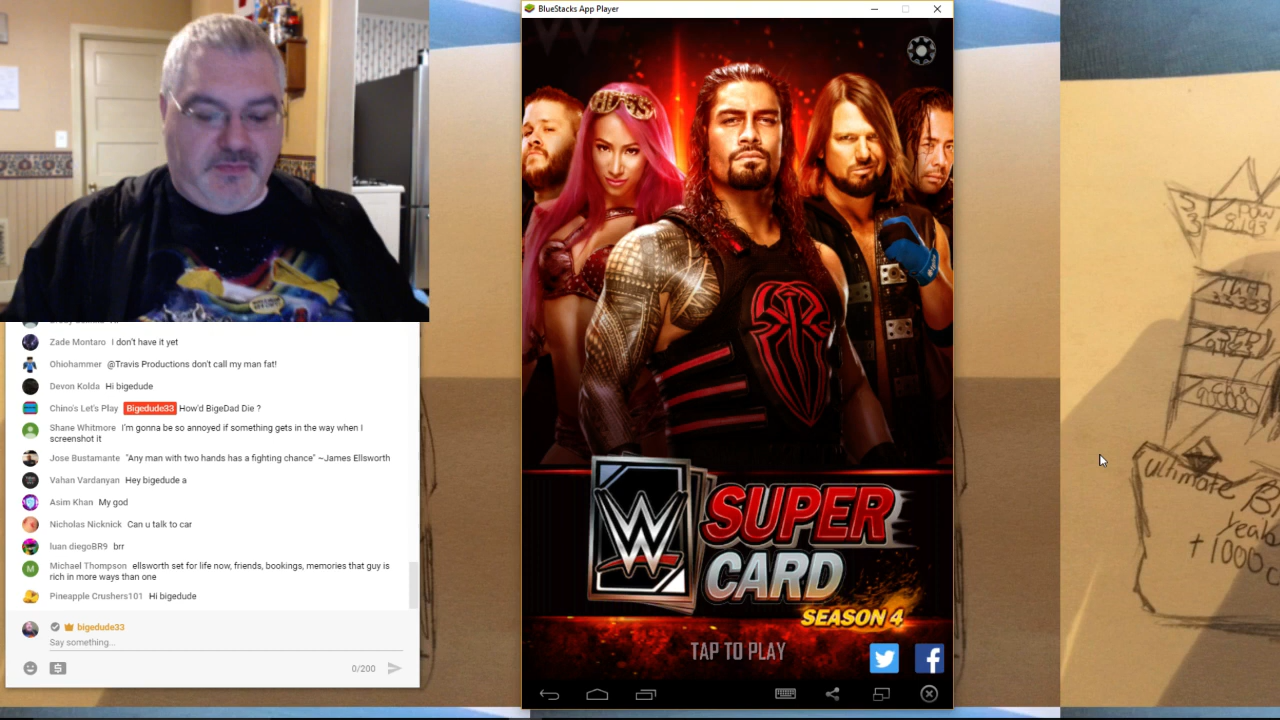 BlueStacks App Player
Zade Montaro I don't have it yet
Ohiohammer @Travis Productions don't call my man fat!
Devon Kolda Hi bigedude
Chino's Let's Play Bigedude33 How'd BigeDad Die ?
Shane Whitmore I'm gonna be so annoyed if something gets in the way when I
screenshot it
Jose Bustamante "Any man with two hands has a fighting chance" ~James Ellsworth
Vahan Vardanyan Hey bigedude a
Asim Khan My god
Nicholas Nicknick Can u talk to car
luan diegoBR9 brr
M
Michael Thompson ellsworth set for life now, friends, bookings, memories that guy is
rich in more ways than one
Pineapple Crushers101 Hi bigedude
bigedude33
Say something...
0/200
W
SUPER
CARD
SEASON 4
TAP TO PLAY
POW
Ultimate
+1000